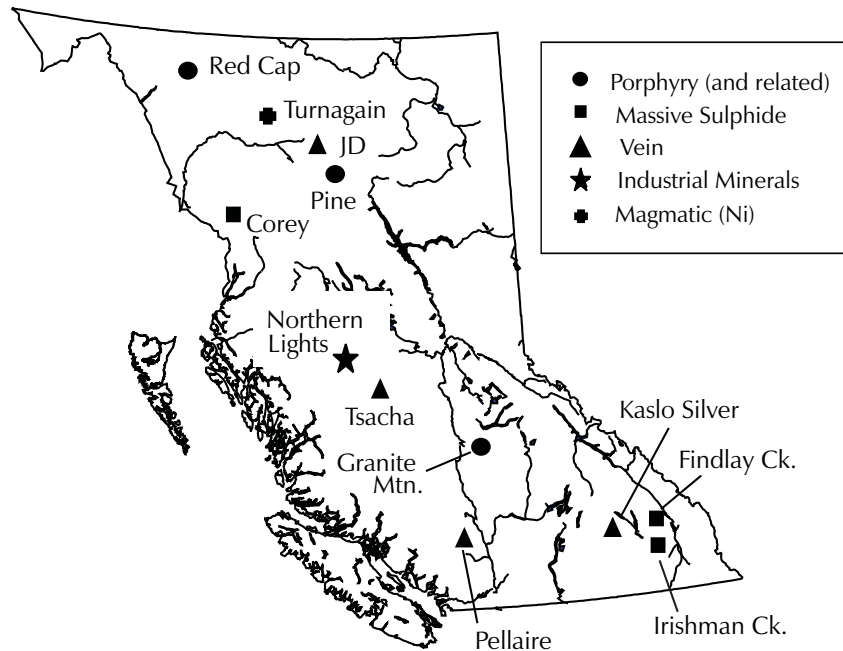 Red Cap
Turnagain
JD
Pine
Corey
Northern
Lights
Tsacha
Granite
Mtn.
Kaslo Silver
Findlay Ck.
Irishman Ck.
Pellaire
Porphyry (and related)
Massive Sulphide
Vein
Industrial Minerals
Magmatic (Ni)